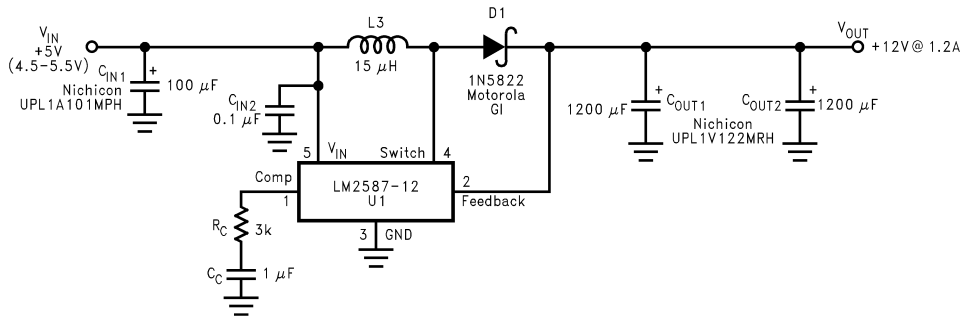 V_IN
+5V
(4.5-5.5V)
C_IN1
+
Nichicon
UPL1A101MPH
100 μF
L3
15 μH
D1
1N5822
Motorola
GI
V_OUT
+12V@ 1.2A
C_IN2
0.1 μF
1200 μF
+
C_OUT1
C_OUT2
+
1200 μF
Nichicon
UPL1V122MRH
5
V_IN
Switch
4
Comp
1
LM2587-12
U1
2
Feedback
3
GND
R_C
3k
C_C
1 μF